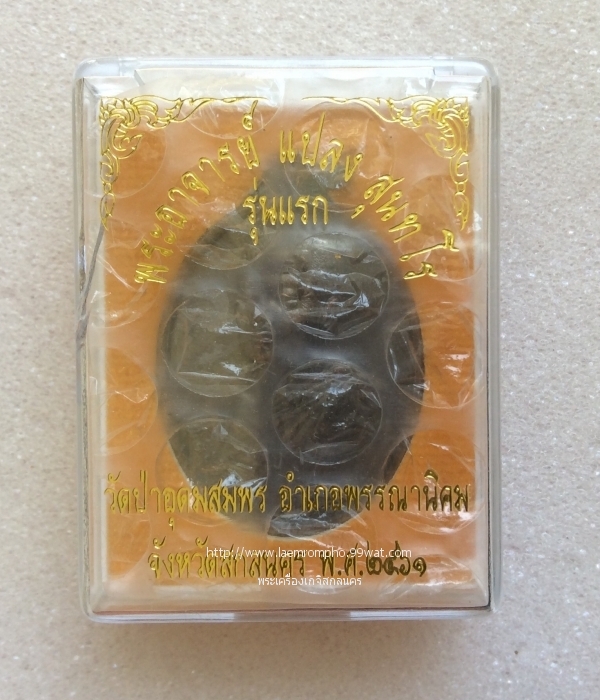 พระอาจารย์ แปลง สุนฺทโร
รุ่นแรก
วัดป่าอุดมสมพร อำเภอพรรณานิคม
http://www.laemrompho.99wat.com
จังหวัดสกลนคร พ.ศ.๒๕๖๑
พระเครื่องเกจิสกลนคร